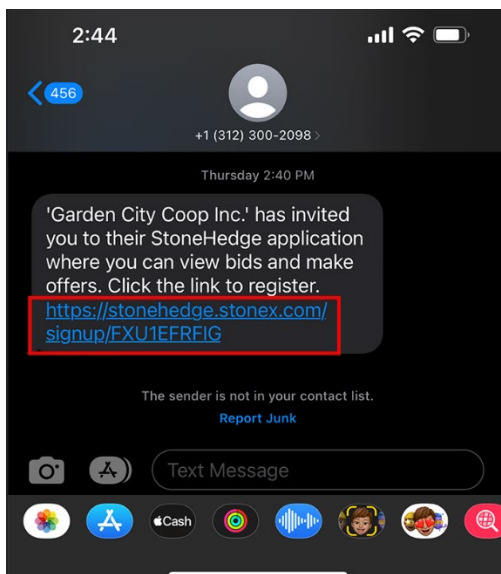 2:44
456
+1 (312) 300-2098 >
Thursday 2:40 PM
'Garden City Coop Inc.' has invited
you to their StoneHedge application
where you can view bids and make
offers. Click the link to register.
https://stonehedge.stonex.com/
signup/FXU1EFRFIG
The sender is not in your contact list.
Report Junk
Text Message
Cash